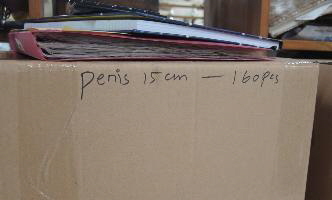 penis 15cm — 160pcs